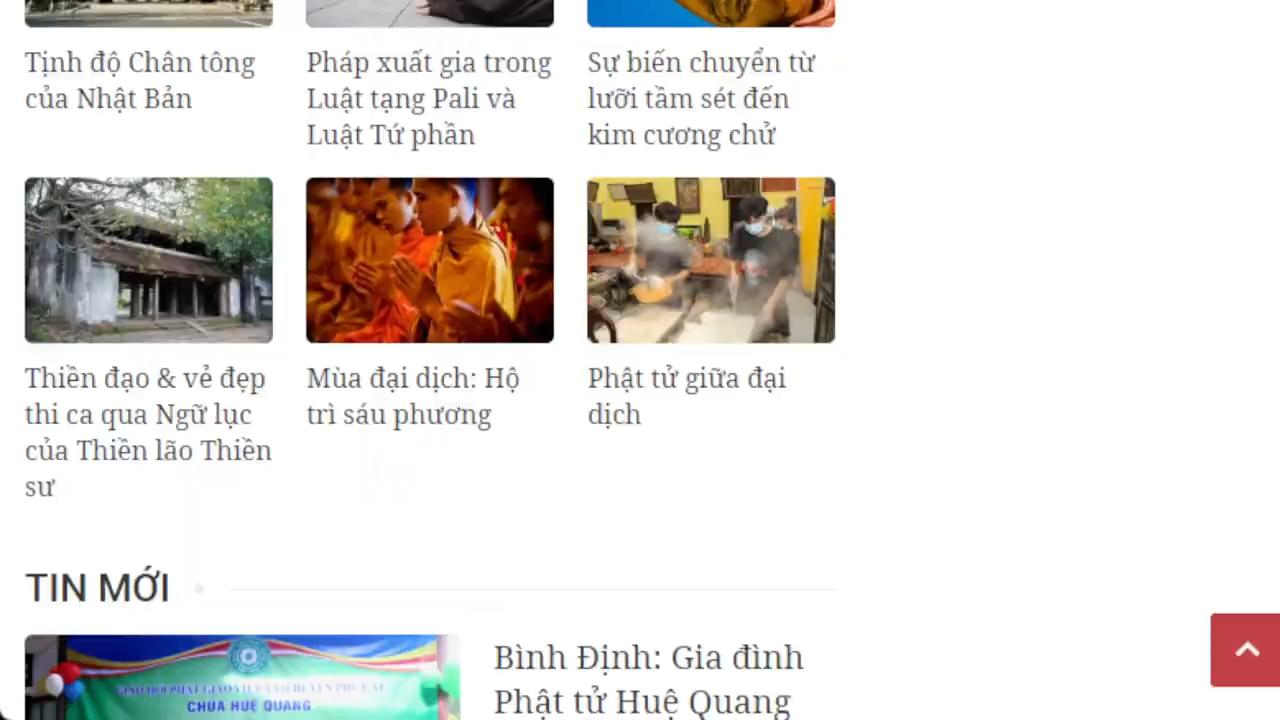 Tịnh độ Chân tông
của Nhật Bản
Pháp xuất gia trong
Luật tạng Pali và
Luật Tứ phần
Sự biến chuyển từ
lưỡi tầm sét đến
kim cương chử
Thiền đạo & vẻ đẹp
thi ca qua Ngữ lục
của Thiền lão Thiền
sư
Mùa đại dịch: Hộ
trì sáu phương
Phật tử giữa đại
dịch
TIN MỚI
CHÙA HUỆ QUANG
Bình Định: Gia đình
Phật tử Huệ Quang